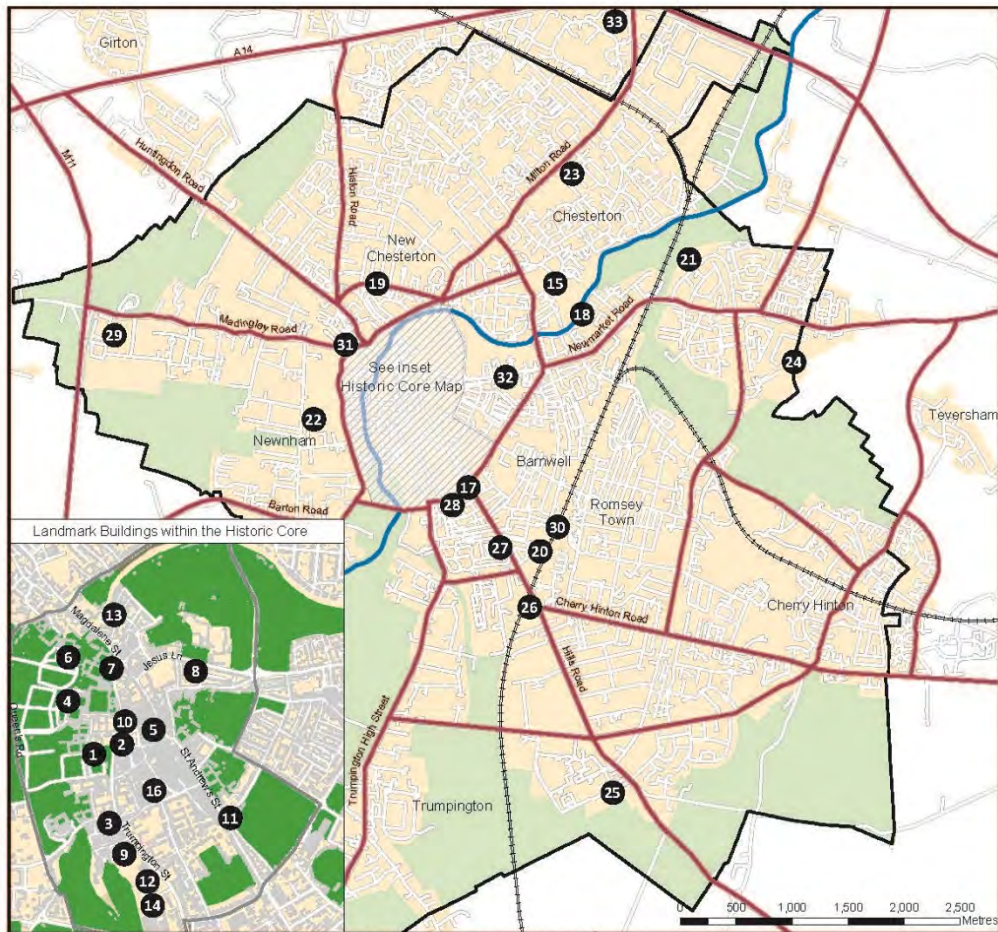 33
Girton
A14
M11
Huntingdon Road
Histon Road
Milton Road
23
Chesterton
New
Chesterton
19
15
21
18
Newmarket Road
Madingley Road
29
31
See Inset
Historic Core Map
32
24
22
Newnham
Teversham
Barnwell
17
28
Barton Road
Romsey
Town
30
27
20
26
Cherry Hinton Road
Cherry Hinton
Hills Road
Trumpington High Street
Trumpington
25
Landmark Buildings within the Historic Core
13
Magdalene St
6
7
Jesus Ln
8
4
Queen's Rd
10
5
2
1
St Andrew's St
16
11
3
Trumpington St
9
12
14
0 500 1,000 1,500 2,000 2,500
Metres